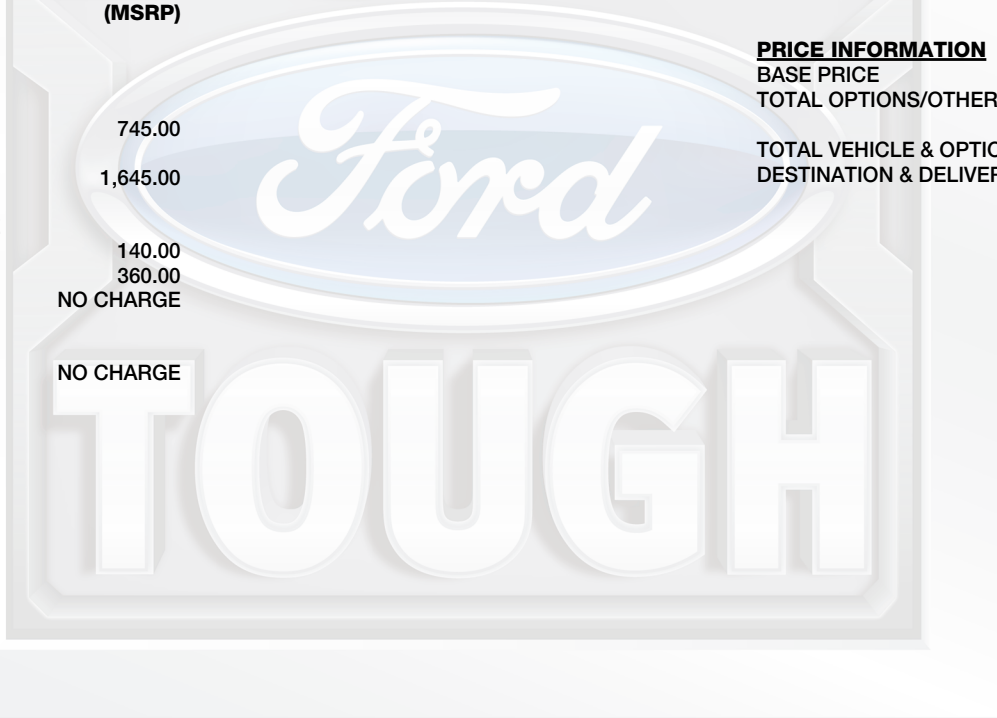 (MSRP)
745.00
1,645.00
140.00
360.00
NO CHARGE
NO CHARGE
PRICE INFORMATION
BASE PRICE
TOTAL OPTIONS/OTHER
TOTAL VEHICLE & OPTIO
DESTINATION & DELIVER
Ford
TOUGH